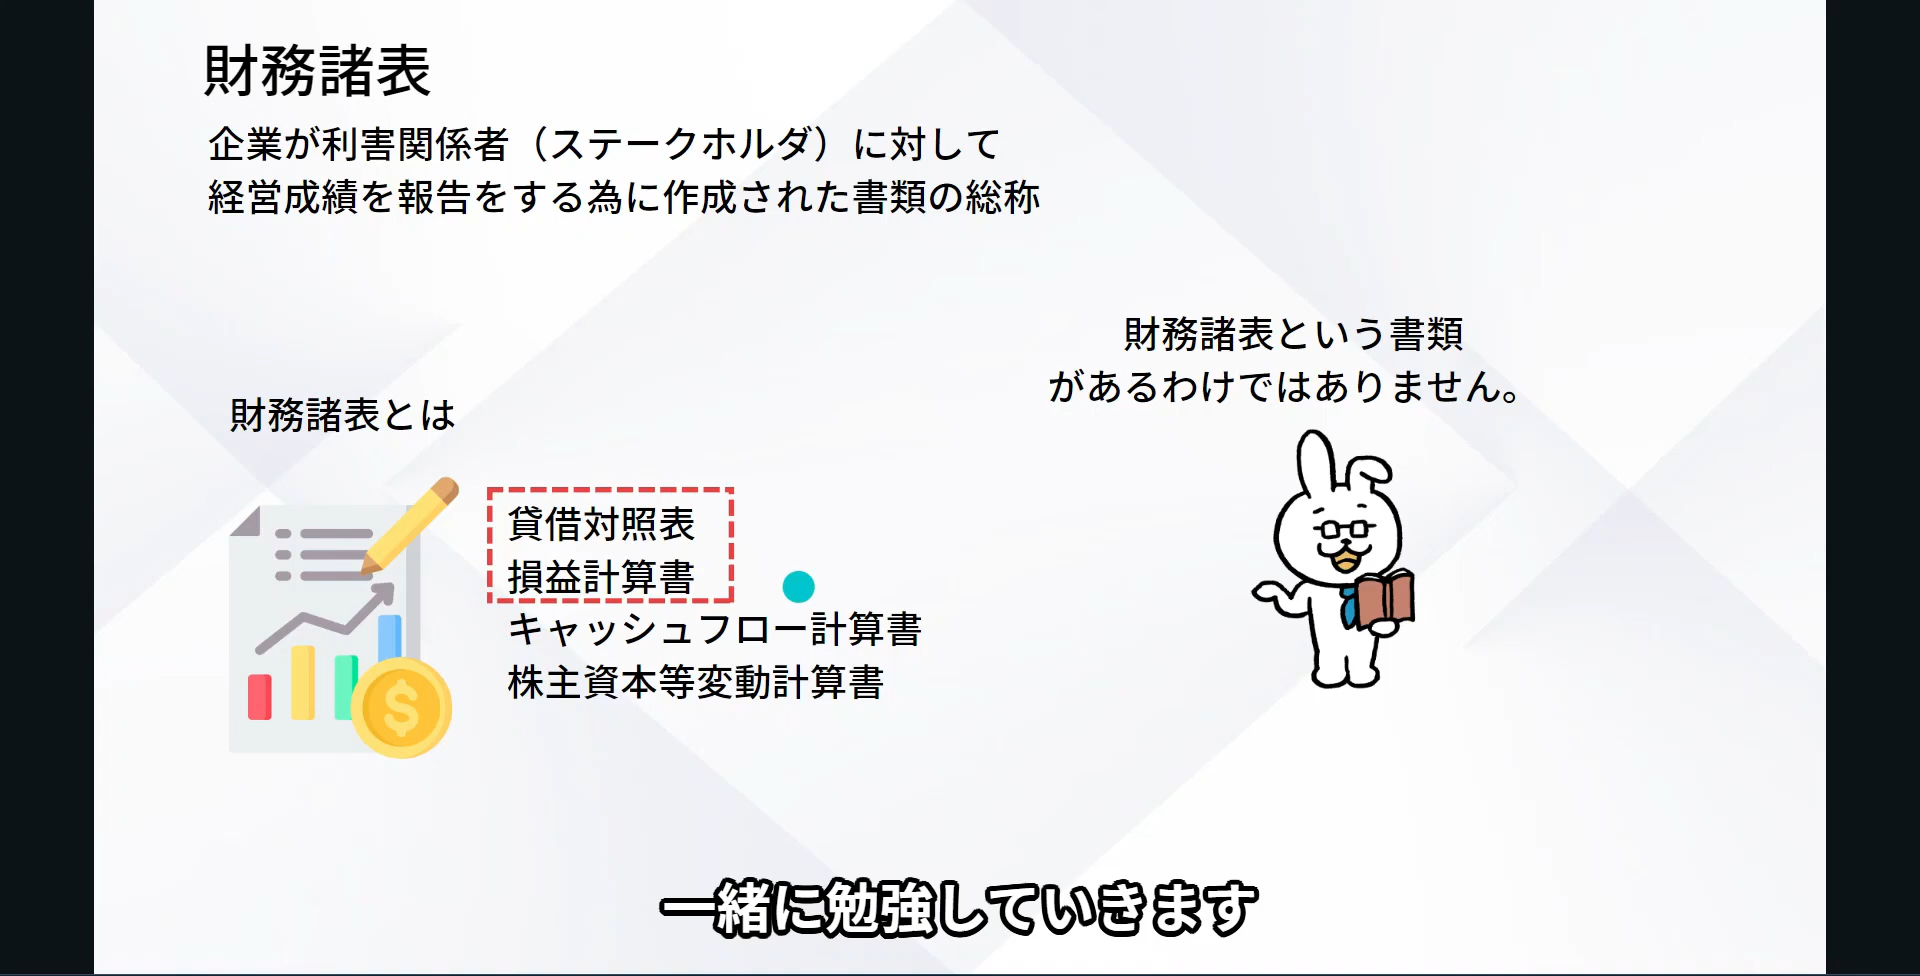 財務諸表
企業が利害関係者（ステークホルダ）に対して
経営成績を報告をする為に作成された書類の総称
財務諸表という書類
があるわけではありません。
財務諸表とは
貸借対照表
損益計算書
キャッシュフロー計算書
株主資本等変動計算書
$
一緒に勉強していきます